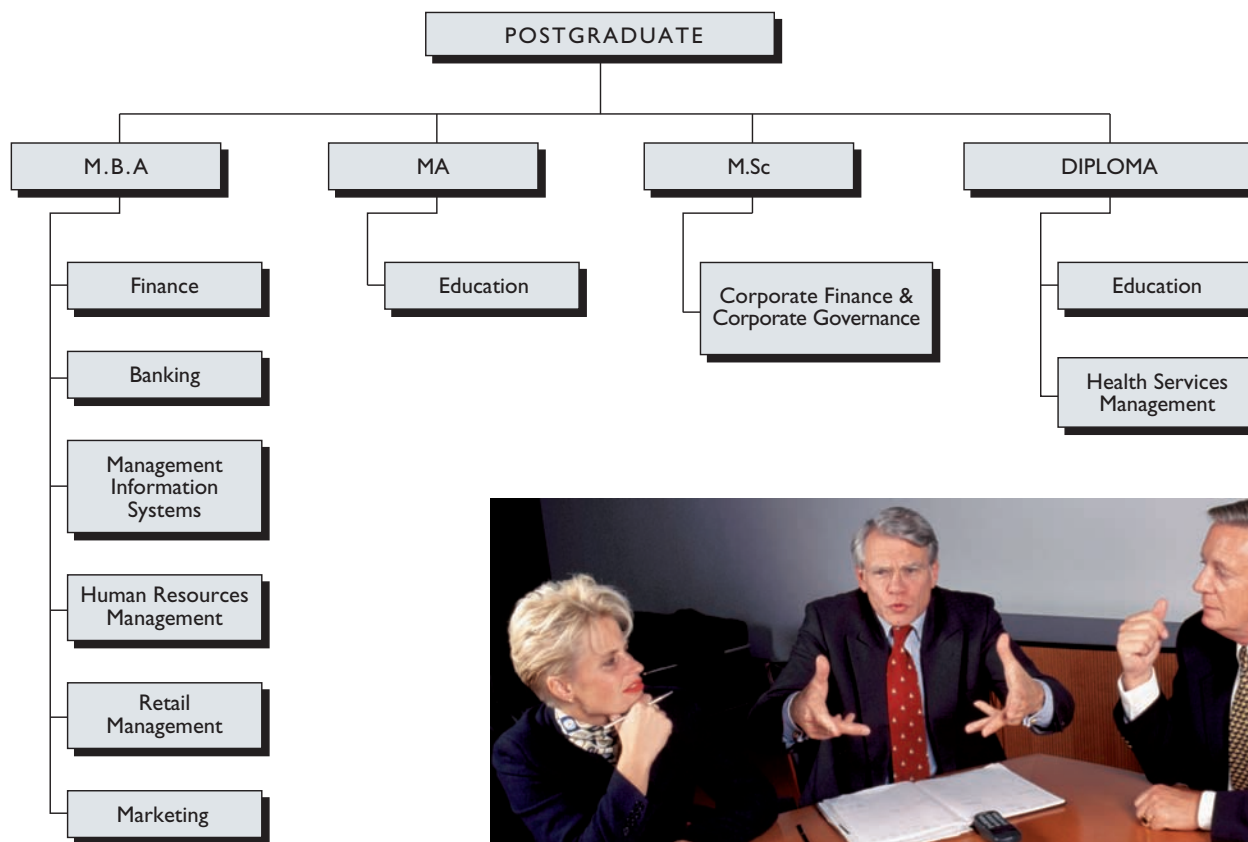 POSTGRADUATE
M.B.A
MA
M.Sc
DIPLOMA
Finance
Banking
Management
Information
Systems
Human Resources
Management
Retail
Management
Marketing
Education
Corporate Finance &
Corporate Governance
Education
Health Services
Management